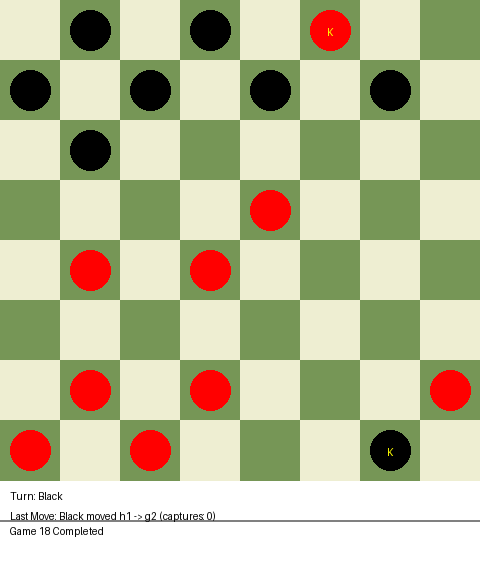 K
K
Turn: Black
Last Move: Black moved h1 -> g2 (captures: 0)
Game 18 Completed